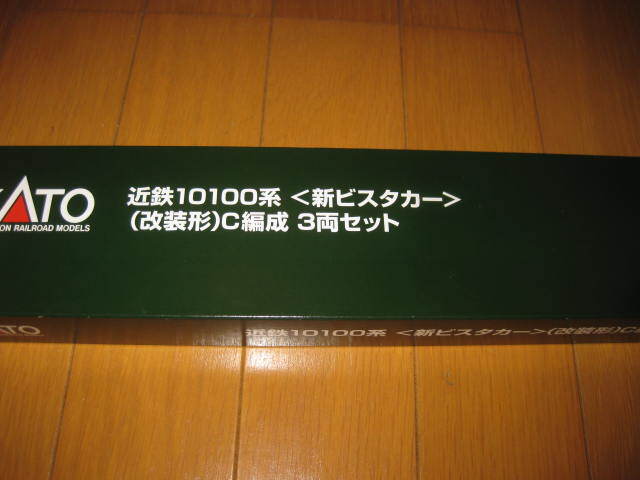 KATO
ON RAILROAD MODELS
近鉄10100系 <新ビスタカー>
(改装形)C編成 3両セット
ATO
近鉄10100系 <新ビスタカー>(改装形)C